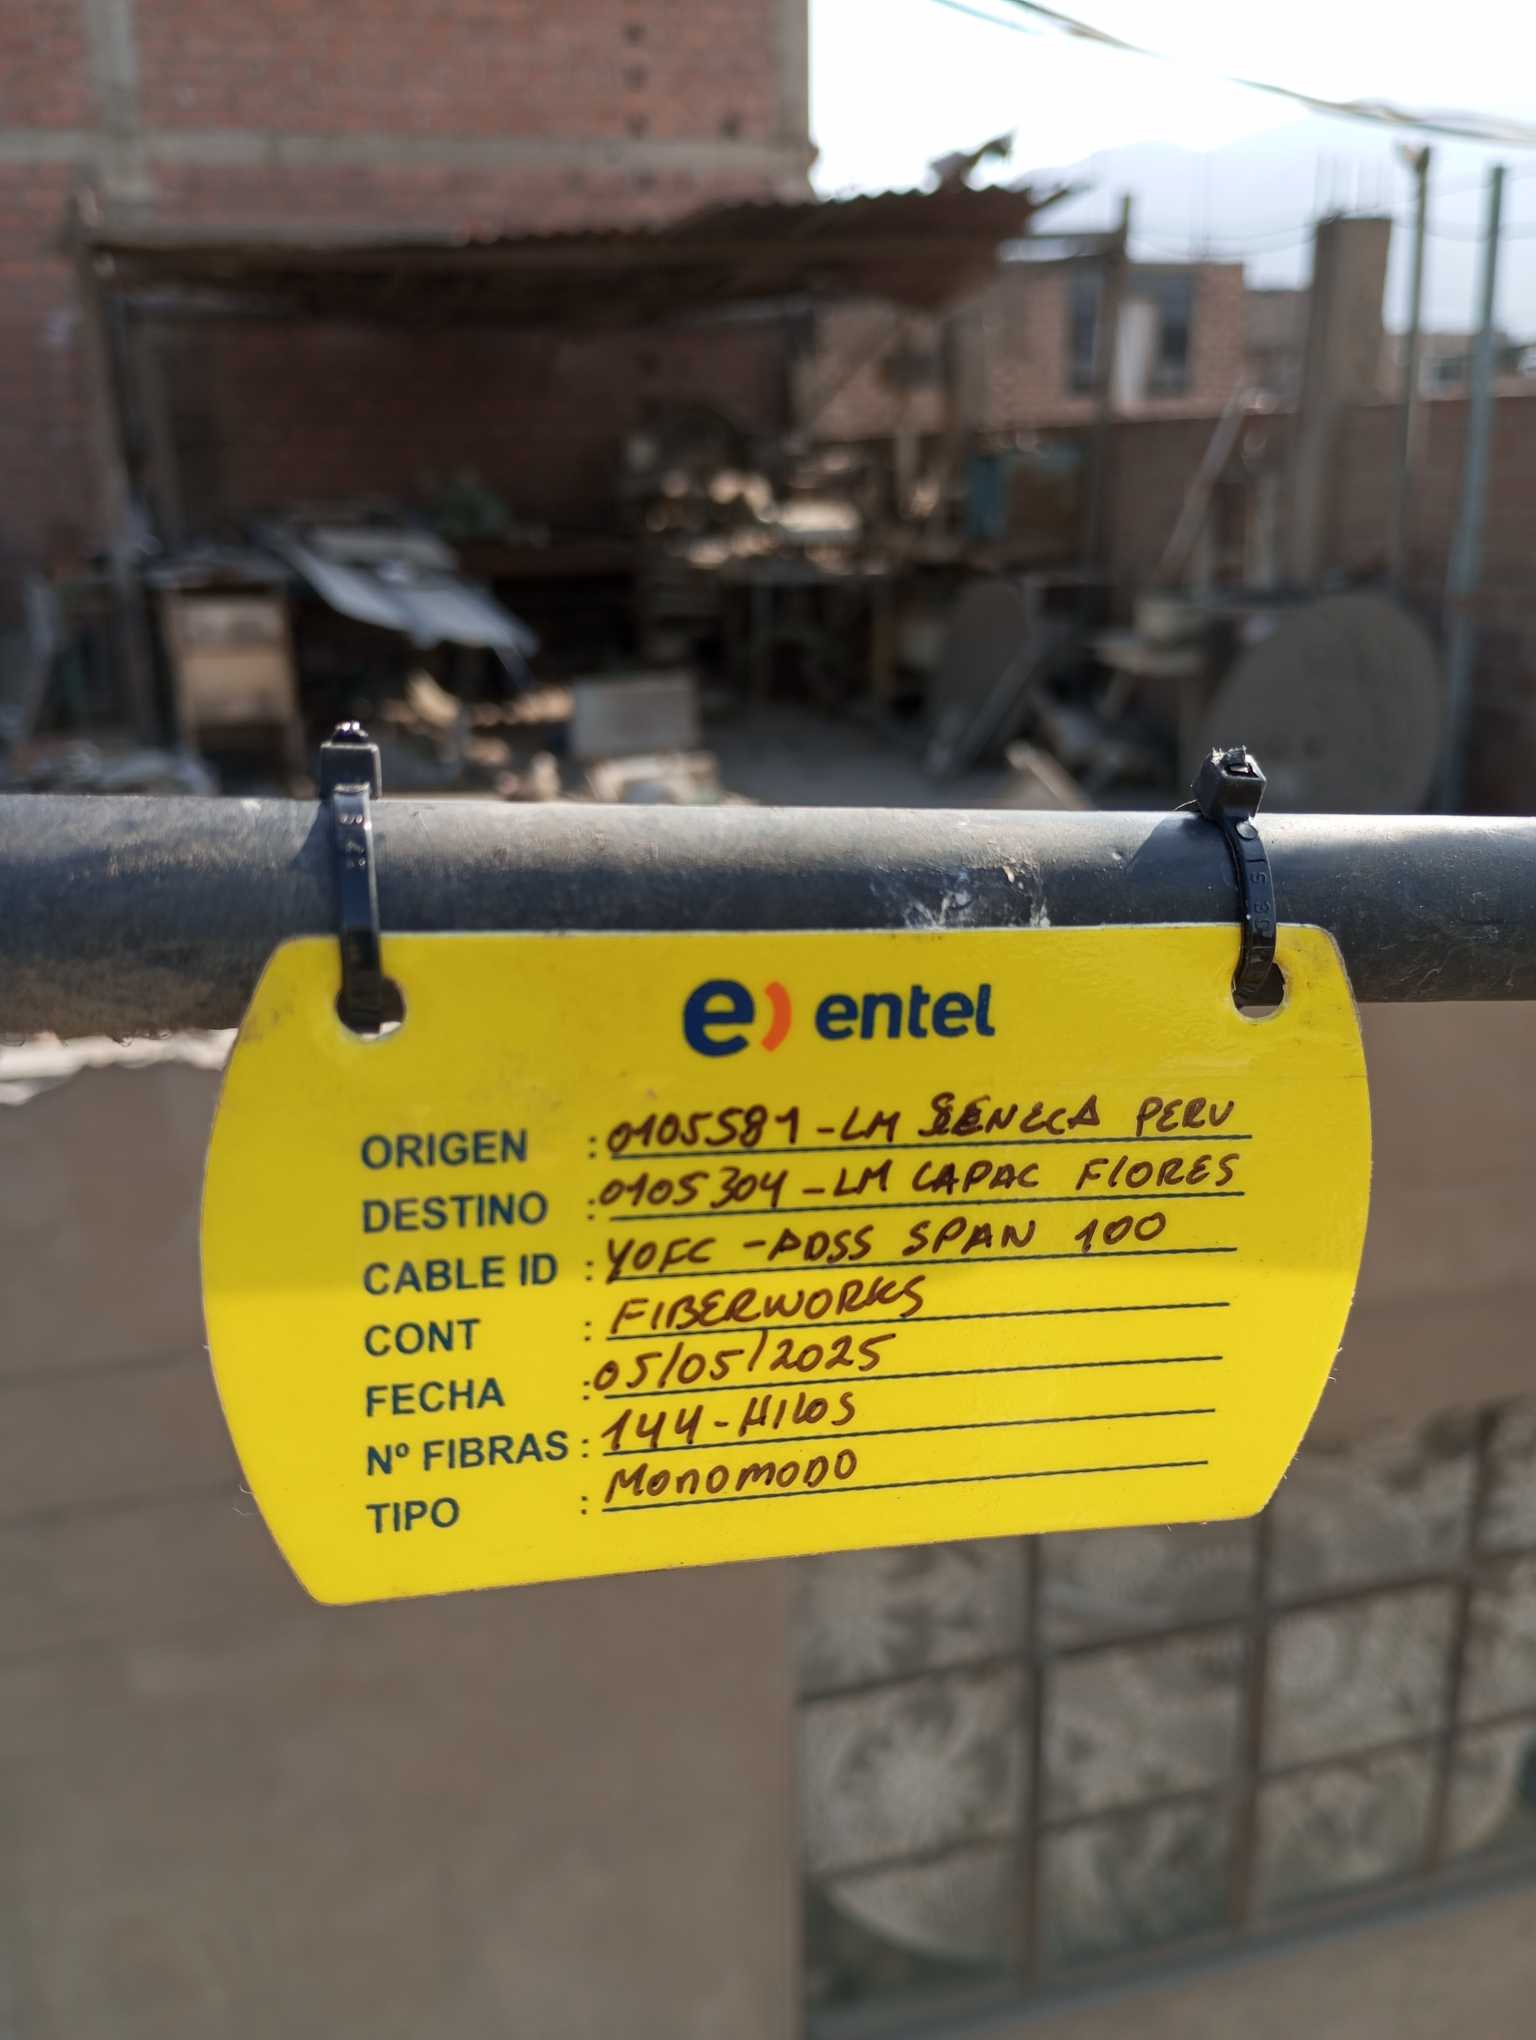 e) entel
ORIGEN : 0105581-LM SENECA PERU
DESTINO : 0105304-LM CAPAC FLORES
CABLE ID : YOFC -ADSS SPAN 100
CONT : FIBERWORKS
FECHA : 05/05/2025
Nº FIBRAS : 144-HILOS
TIPO : MONOMODO